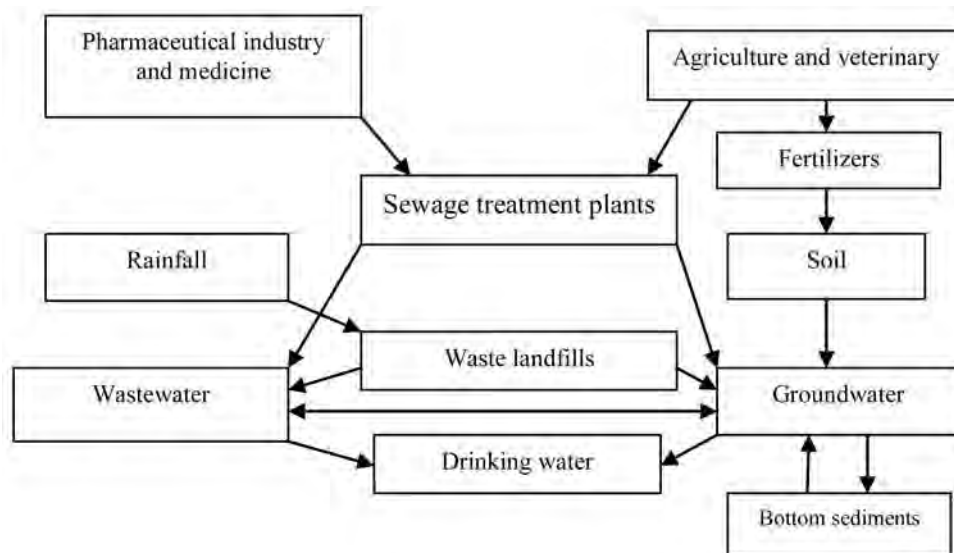 Pharmaceutical industry
and medicine
Agriculture and veterinary
Fertilizers
Sewage treatment plants
Rainfall
Soil
Waste landfills
Wastewater
Groundwater
Drinking water
Bottom sediments